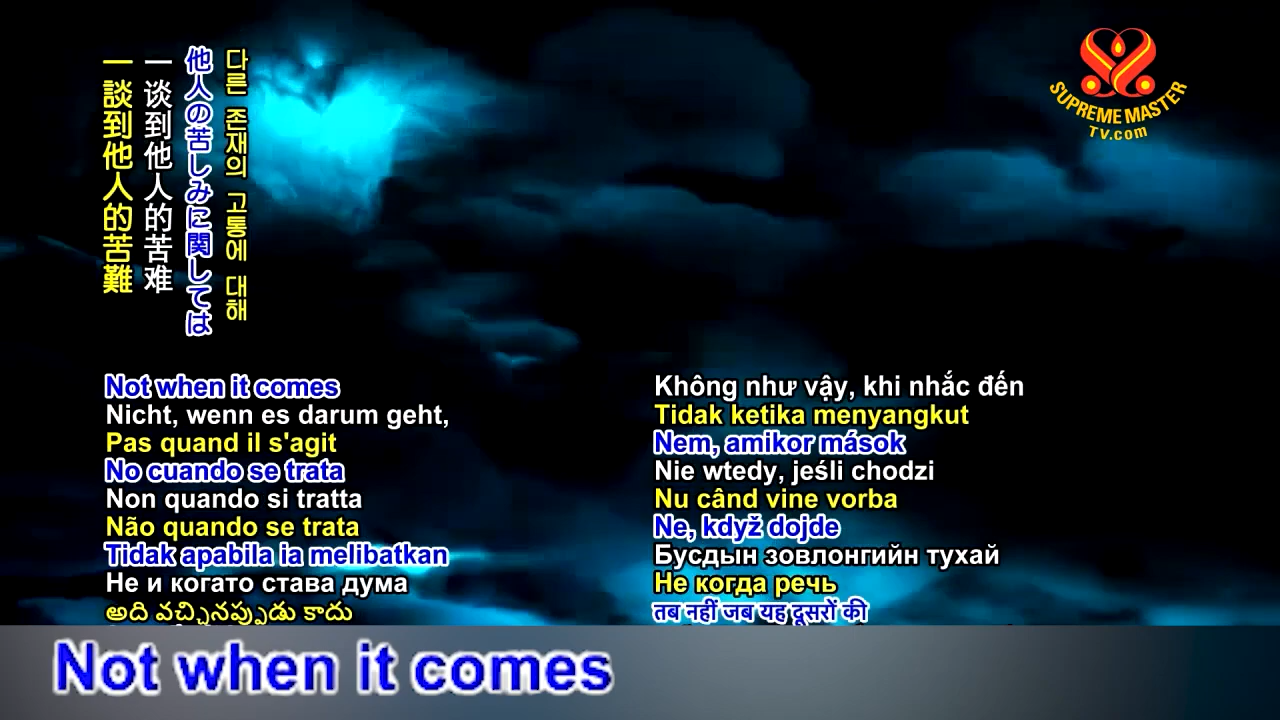 다른 존재의 고통에 대해
他人の苦しみに関しては
一谈到他人的苦难
一談到他人的苦難
SUPREME MASTER
TV.com
Not when it comes
Nicht, wenn es darum geht,
Pas quand il s'agit
No cuando se trata
Non quando si tratta
Não quando se trata
Tidak apabila ia melibatkan
Не и когато става дума
అది వచ్చినప్పుడు కాదు
Không như vậy, khi nhắc đến
Tidak ketika menyangkut
Nem, amikor mások
Nie wtedy, jeśli chodzi
Nu când vine vorba
Ne, když dojde
Бусдын зовлонгийн тухай
Не когда речь
तब नहीं जब यह दूसरों की
Not when it comes